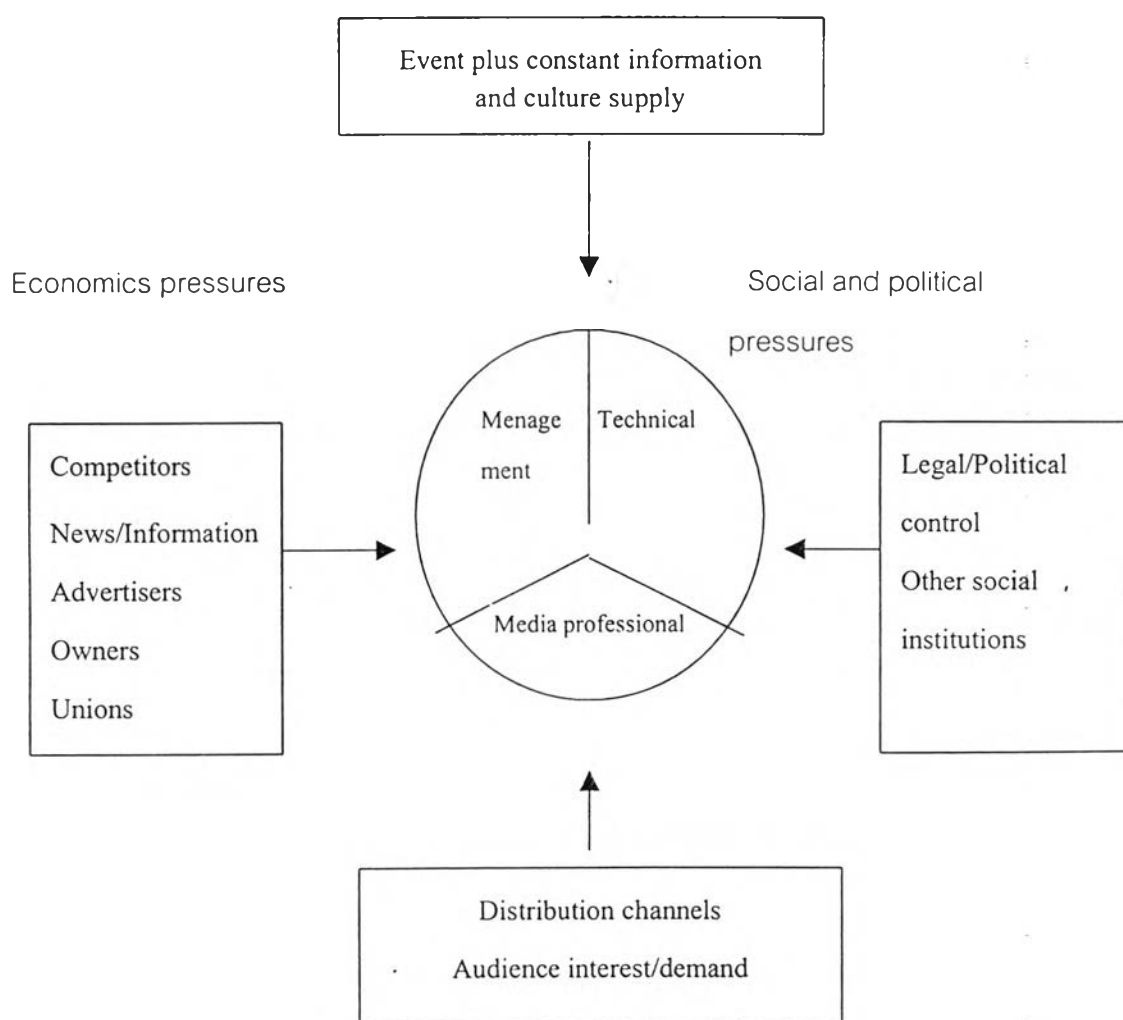 Event plus constant information
and culture supply
Economics pressures
Social and political
pressures
Menage
ment
Technical
Media professional
Competitors
News/Information
Advertisers
Owners
Unions
Legal/Political
control
Other social
institutions
Distribution channels
Audience interest/demand